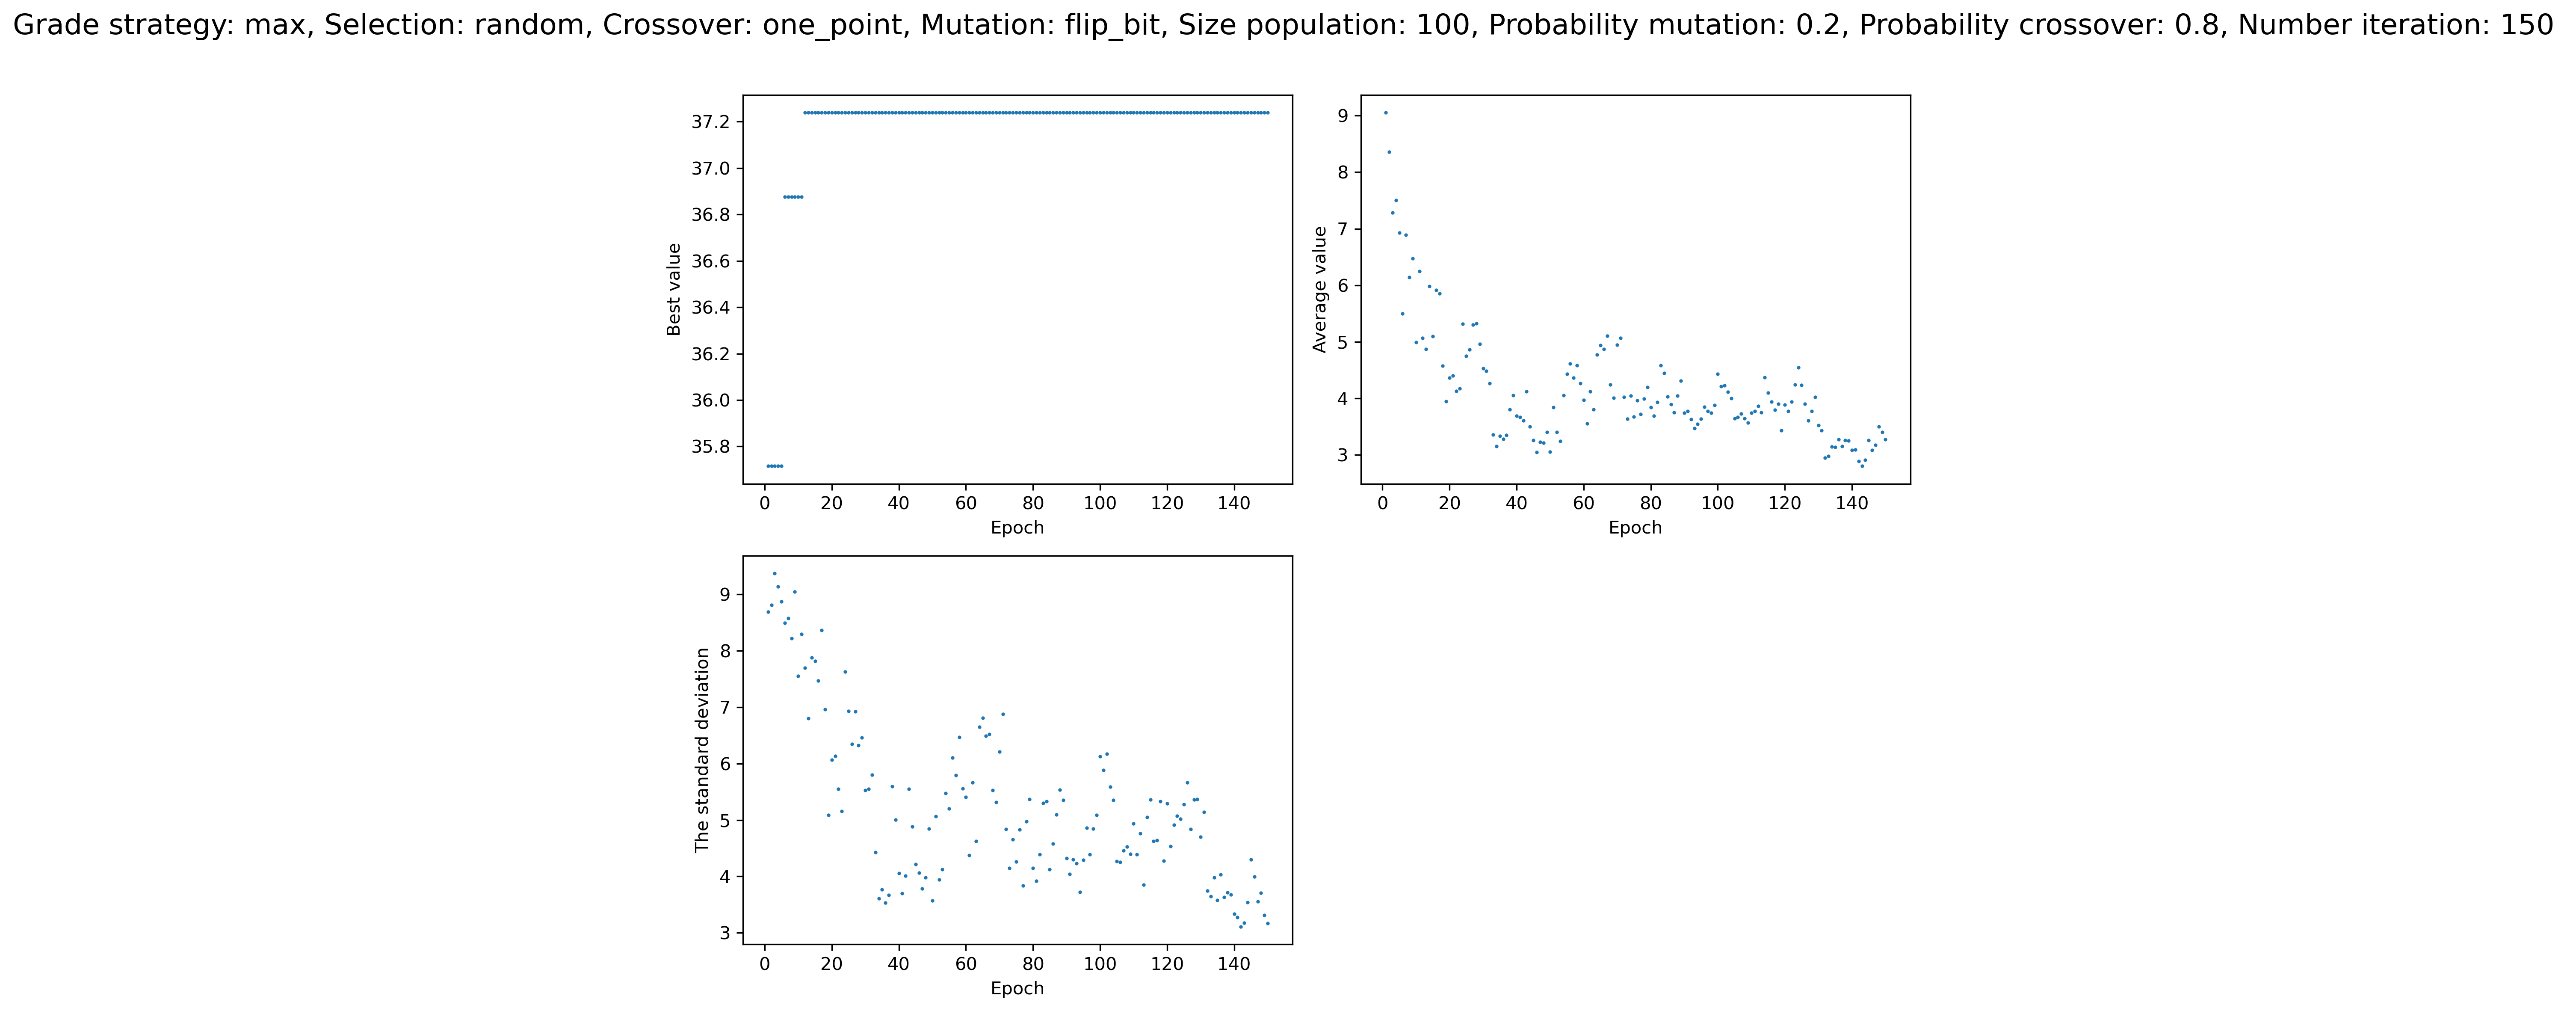 Grade strategy: max, Selection: random, Crossover: one_point, Mutation: flip_bit, Size population: 100, Probability mutation: 0.2, Probability crossover: 0.8, Number iteration: 150
37.2
37.0
36.8
36.6
36.4
36.2
36.0
35.8
Best value
0 20 40 60 80 100 120 140
Epoch
9
8
7
6
5
4
3
Average value
0 20 40 60 80 100 120 140
Epoch
9
8
7
6
5
4
3
The standard deviation
0 20 40 60 80 100 120 140
Epoch